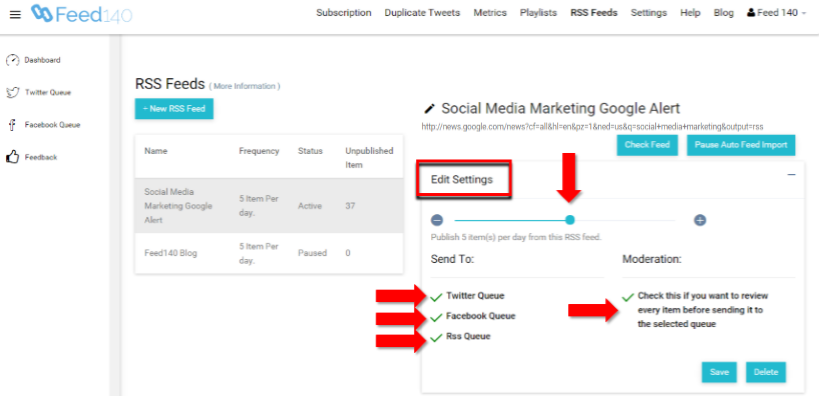 Feed140
Subscription Duplicate Tweets Metrics Playlists RSS Feeds Settings Help Blog Feed 140
Dashboard
Twitter Queue
Facebook Queue
Feedback
RSS Feeds ( More Information )
+ New RSS Feed
Name Frequency Status Unpublished
Item
Social Media
Marketing Google
Alert
5 Item Per
day.
Active
37
Feed140 Blog
5 Item Per
day.
Paused
0
Social Media Marketing Google Alert
http://news.google.com/news?cf=all&hl=en&pz=1&ned=us&q=social+media+marketing&output=rss
Check Feed Pause Auto Feed Import
Edit Settings
Publish 5 item(s) per day from this RSS feed.
Send To:
Twitter Queue
Facebook Queue
Rss Queue
Moderation:
Check this if you want to review
every item before sending it to
the selected queue
Save Delete